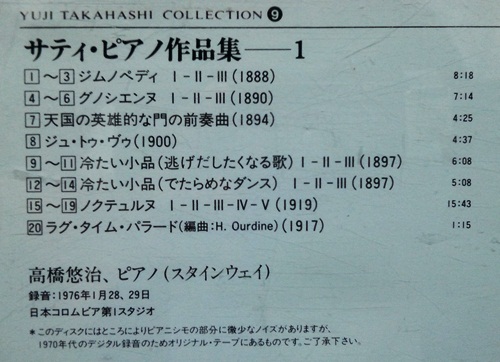 YUJI TAKAHASHI COLLECTION 9
サティ・ピアノ作品集——1
1～3 ジムノペディ I-II-III (1888) 8:18
4～6 グノシエンヌ I-II-III (1890) 7:14
7 天国の英雄的な門の前奏曲 (1894) 4:25
8 ジュ・トゥ・ヴゥ (1900) 4:37
9～11 冷たい小品 (逃げだしたくなる歌) I-II-III (1897) 6:08
12～14 冷たい小品 (でたらめなダンス) I-II-III (1897) 5:08
15～19 ノクテュルヌ I-II-III-IV-V (1919) 15:43
20 ラグ・タイム・パラード (編曲:H. Ourdine) (1917) 1:15
高橋悠治、ピアノ (スタインウェイ)
録音:1976年1月28、29日
日本コロムビア第1スタジオ
*このディスクにはところによりピアニシモの部分に微少なノイズがありますが、
1970年代のデジタル録音のためオリジナル・テープにあるものです。ご了承下さい。